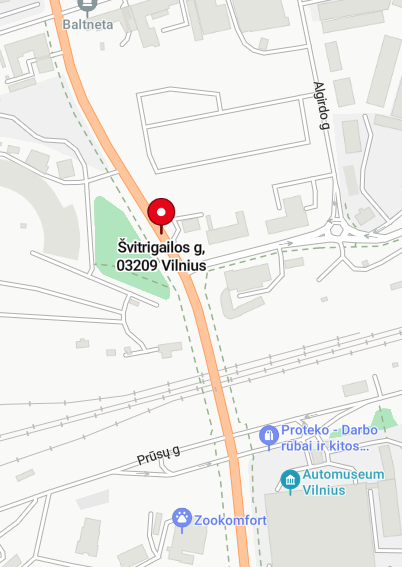 Baltneta
Algirdo g
Švitrigailos g,
03209 Vilnius
Proteko - Darbo
rūbai ir kitos...
Prūsų g
Automuseum
Vilnius
Zookomfort